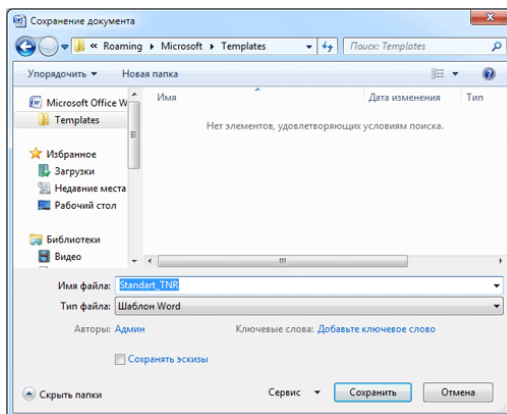 Сохранение документа
« Roaming Microsoft Templates Поиск: Templates
Упорядочить Новая папка
Microsoft Office W
Templates
Избранное
Загрузки
Недавние места
Рабочий стол
Библиотеки
Видео
Имя Дата изменения Тип
Нет элементов, удовлетворяющих условиям поиска.
Имя файла: Standart_TNR
Тип файла: Шаблон Word
Авторы: Админ Ключевые слова: Добавьте ключевое слово
Сохранять эскизы
Скрыть папки Сервис Сохранить Отмена